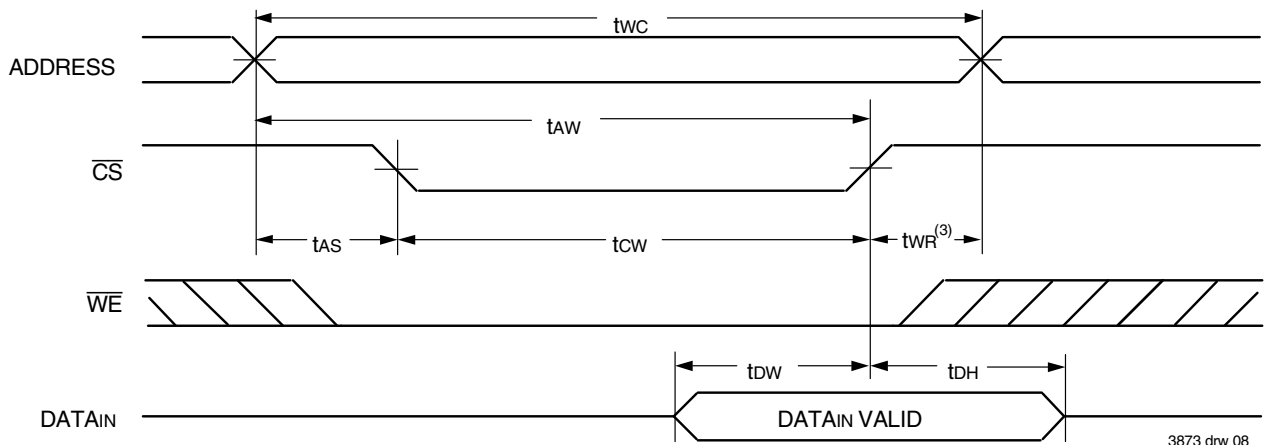 tWC
ADDRESS
tAW
CS
tAS
tCW
tWR(3)
WE
tDW
tDH
DATAIN
DATAIN VALID
3873 drw 08